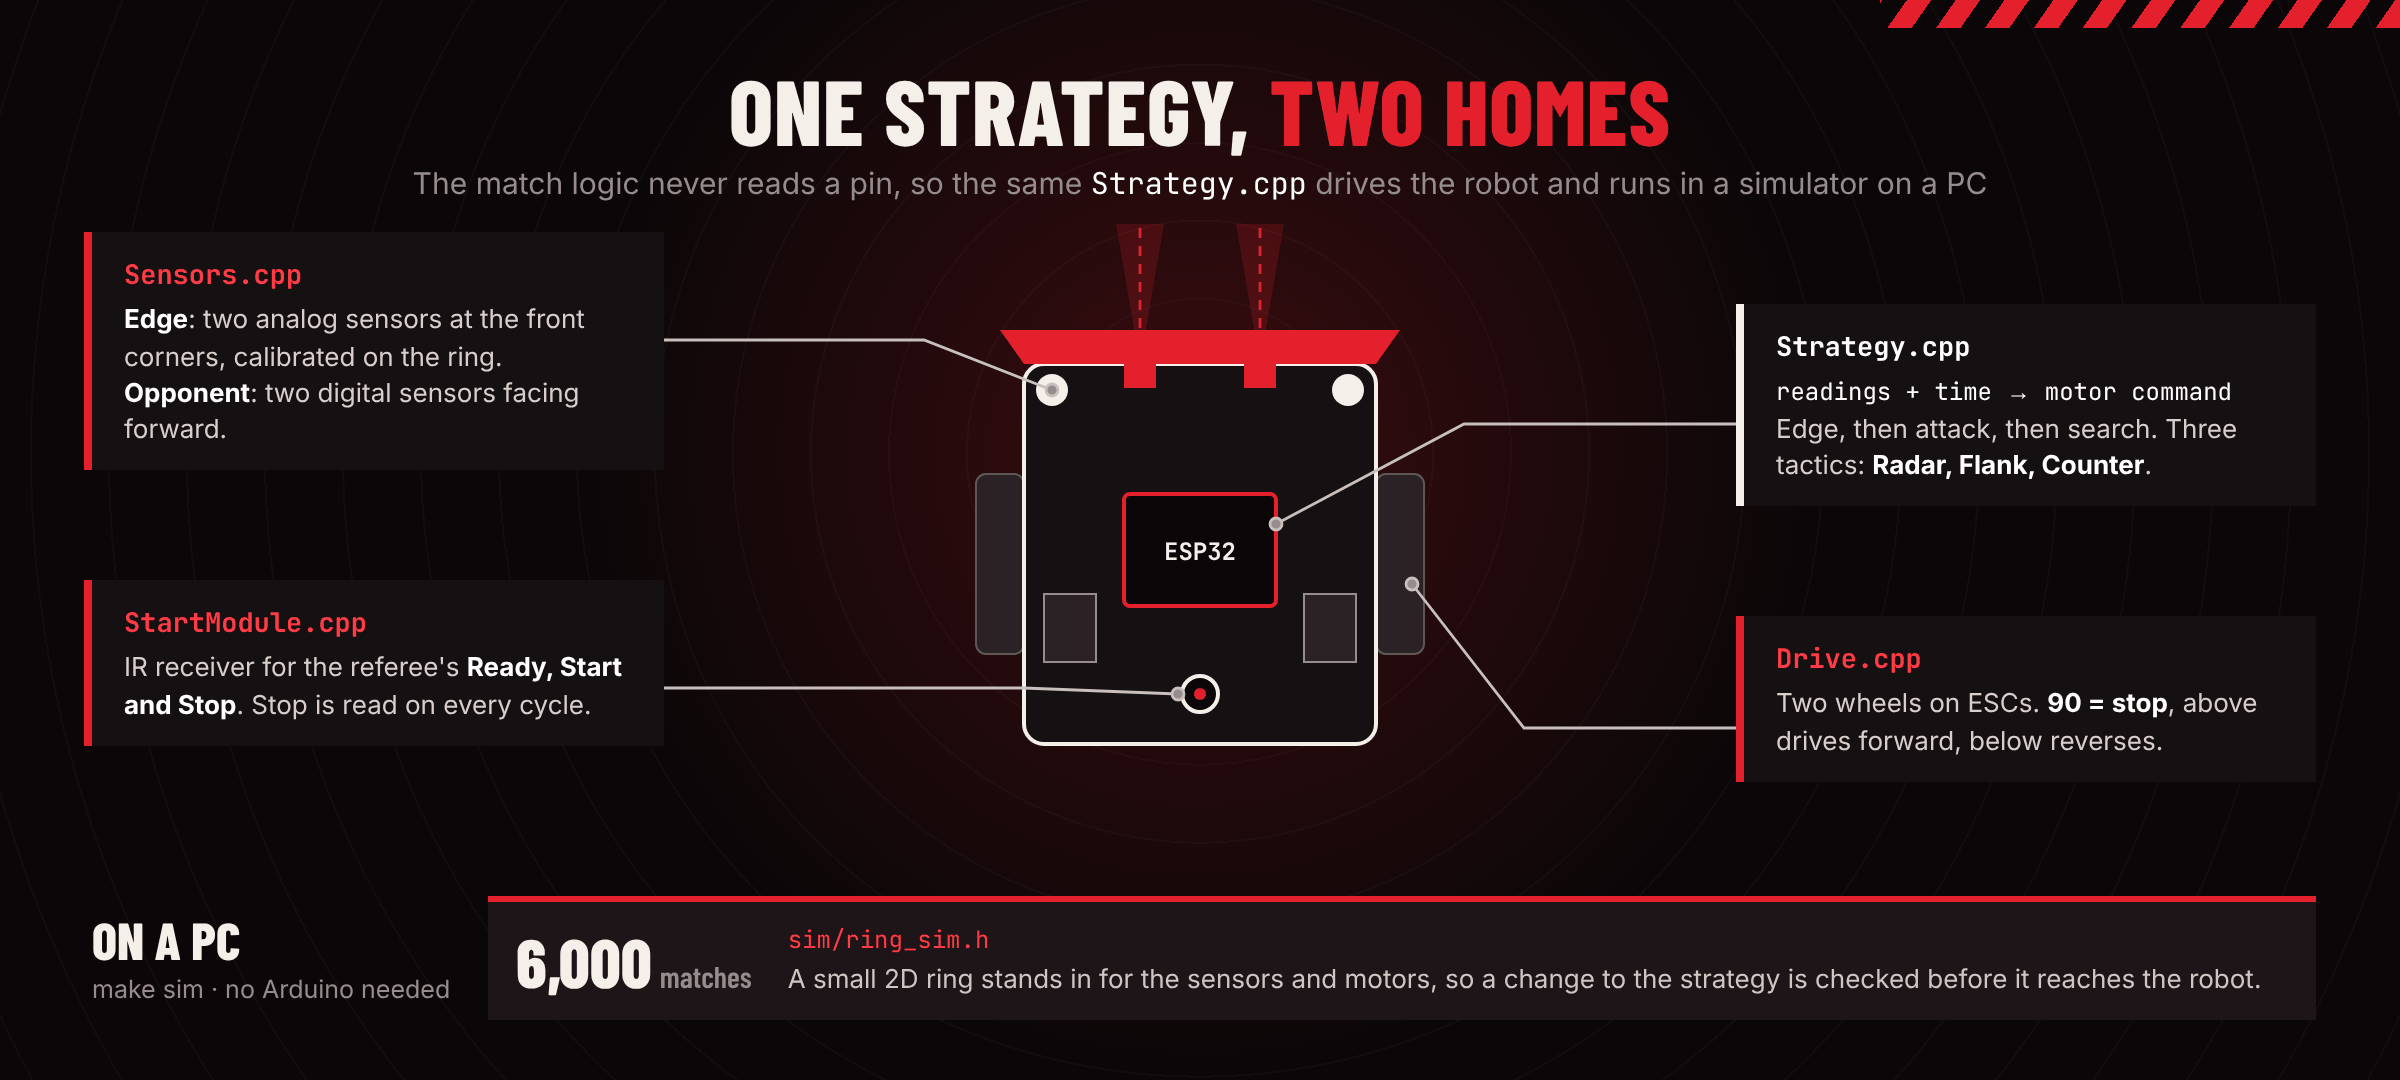 ONE STRATEGY, TWO HOMES
The match logic never reads a pin, so the same Strategy.cpp drives the robot and runs in a simulator on a PC
Sensors.cpp
Edge: two analog sensors at the front
corners, calibrated on the ring.
Opponent: two digital sensors facing
forward.
Strategy.cpp
readings + time → motor command
Edge, then attack, then search. Three
tactics: Radar, Flank, Counter.
ESP32
StartModule.cpp
IR receiver for the referee's Ready, Start
and Stop. Stop is read on every cycle.
Drive.cpp
Two wheels on ESCs. 90 = stop, above
drives forward, below reverses.
ON A PC
make sim · no Arduino needed
6,000 matches
sim/ring_sim.h
A small 2D ring stands in for the sensors and motors, so a change to the strategy is checked before it reaches the robot.